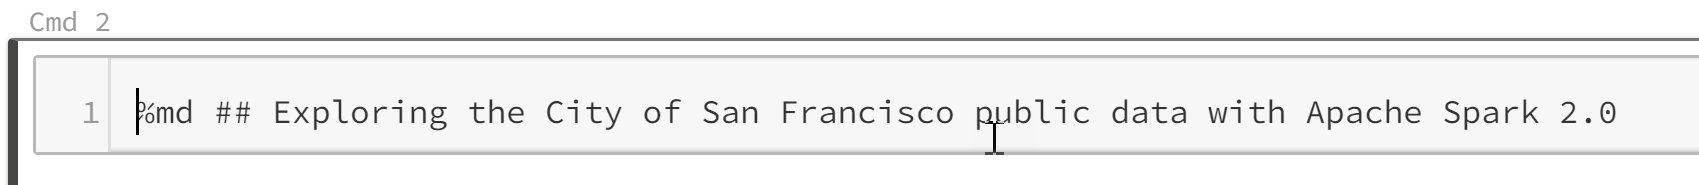 Cmd 2
1 %md ## Exploring the City of San Francisco public data with Apache Spark 2.0